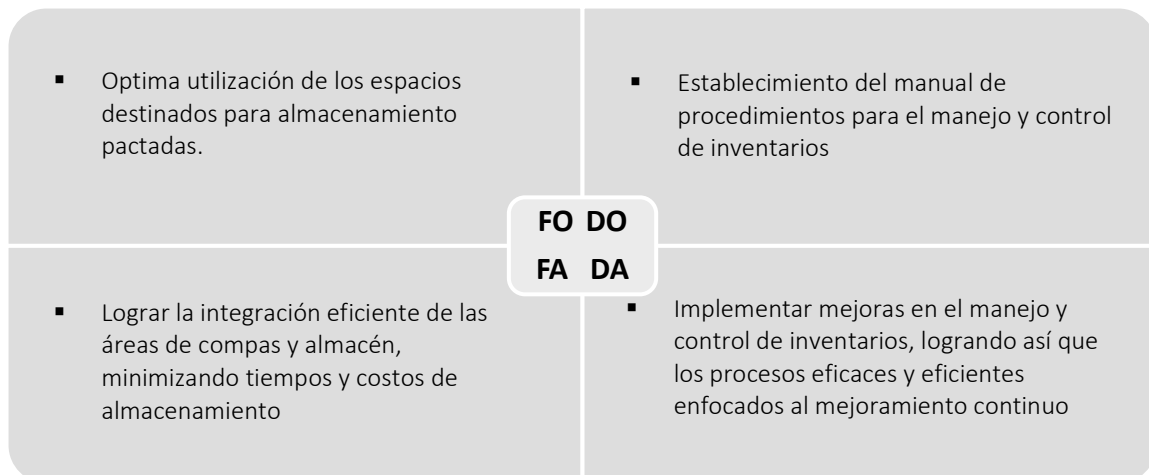 ▪ Optima utilización de los espacios
destinados para almacenamiento
pactadas.
▪ Establecimiento del manual de
procedimientos para el manejo y control
de inventarios
FO DO
FA DA
▪ Lograr la integración eficiente de las
áreas de compas y almacén,
minimizando tiempos y costos de
almacenamiento
▪ Implementar mejoras en el manejo y
control de inventarios, logrando así que
los procesos eficaces y eficientes
enfocados al mejoramiento continuo